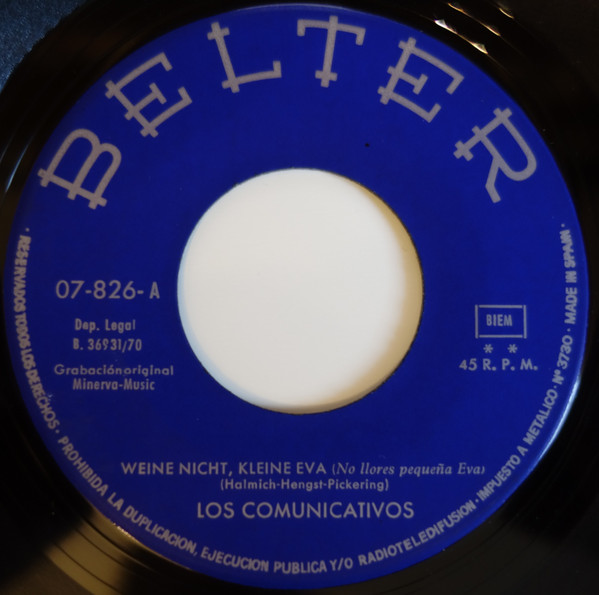 BELTER
07-826-A
Dep. Legal
B. 36931/70
Grabación original
Minerva-Music
BIEM
* *
45 R. P. M.
WEINE NICHT, KLEINE EVA (No llores pequeña Eva)
(Halmich-Hengst-Pickering)
LOS COMUNICATIVOS
· RESERVADOS TODOS LOS DERECHOS · PROHIBIDA LA DUPLICACION, EJECUCION PUBLICA Y/O RADIOTELEDIFUSION · IMPUESTO A METALICO · Nº 3730 · MADE IN SPAIN ·